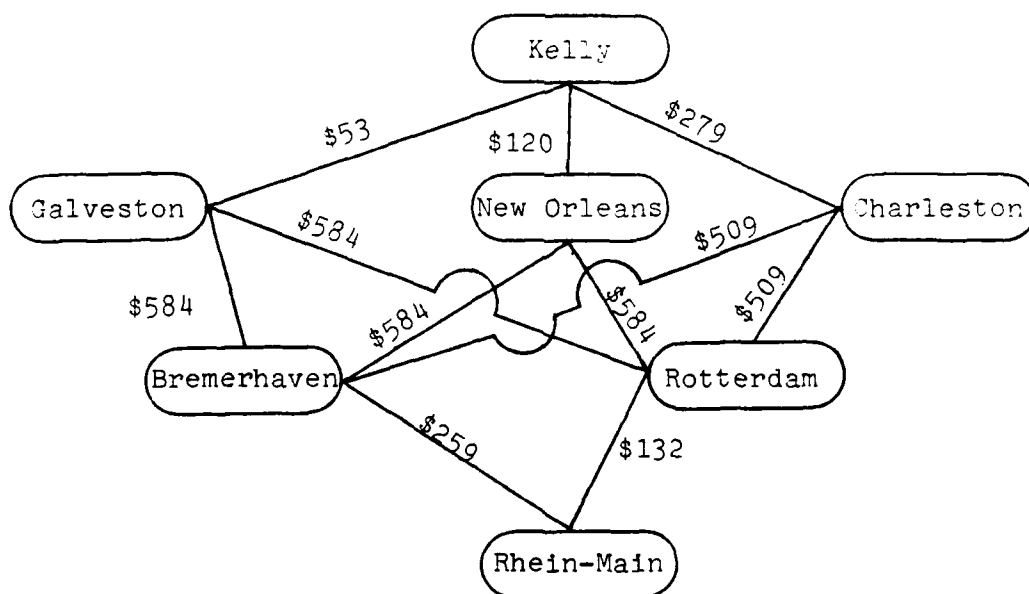 Kelly
$53
$120
$279
Galveston
New Orleans
Charleston
$584
$509
$584
$584
$584
$509
Bremerhaven
Rotterdam
$259
$132
Rhein-Main